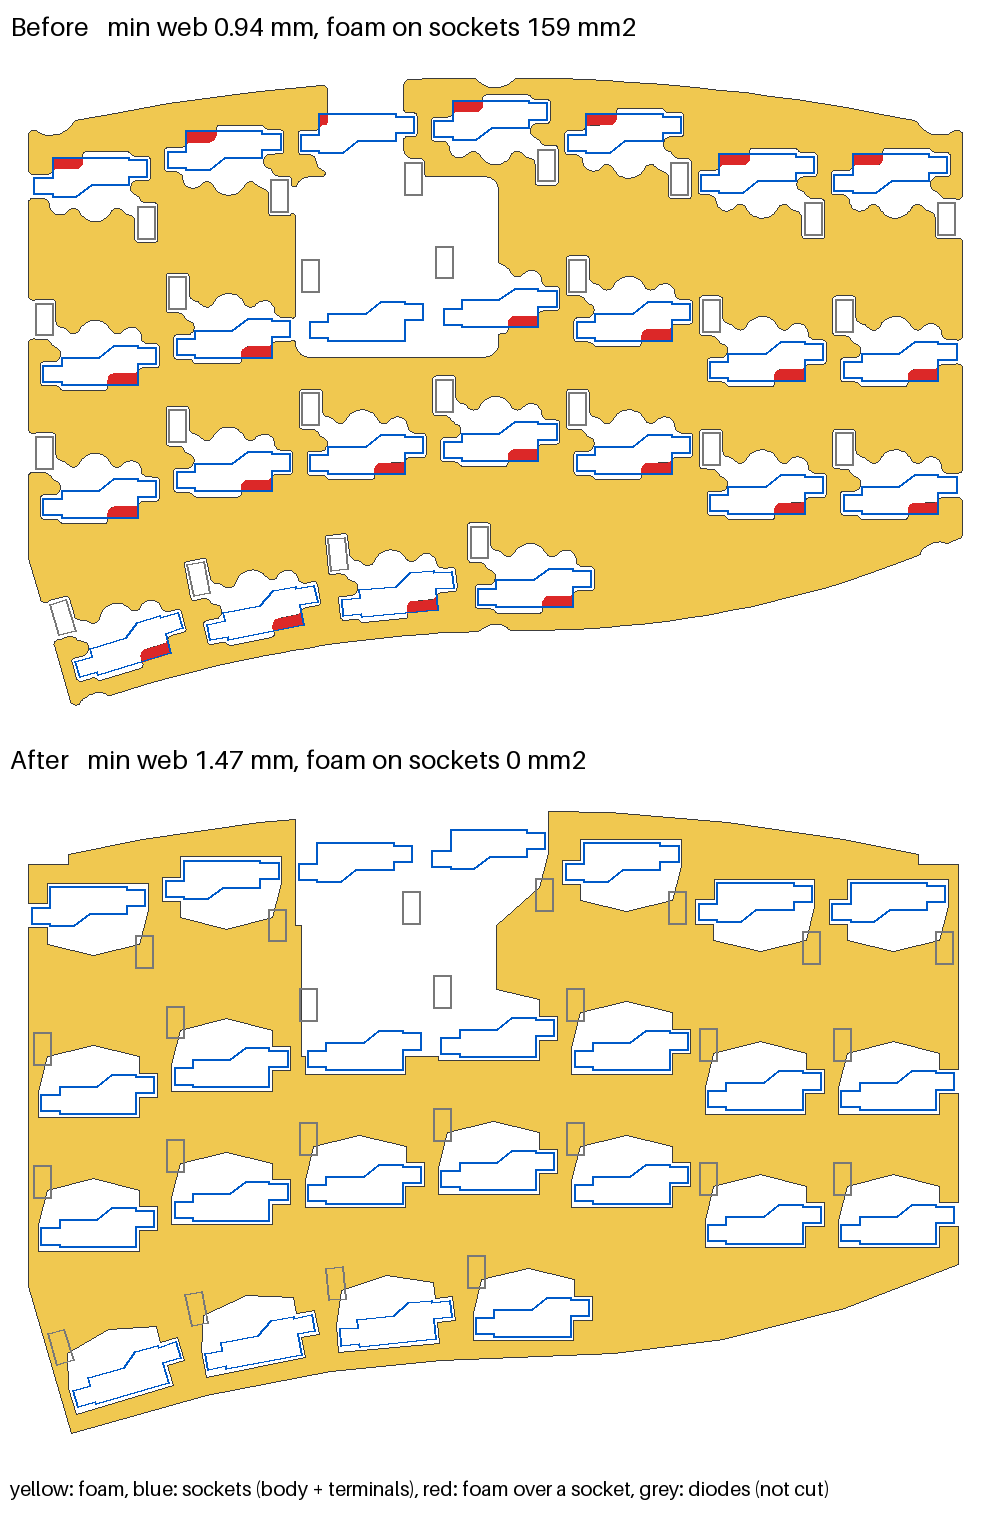 Before min web 0.94 mm, foam on sockets 159 mm2
After min web 1.47 mm, foam on sockets 0 mm2
yellow: foam, blue: sockets (body + terminals), red: foam over a socket, grey: diodes (not cut)